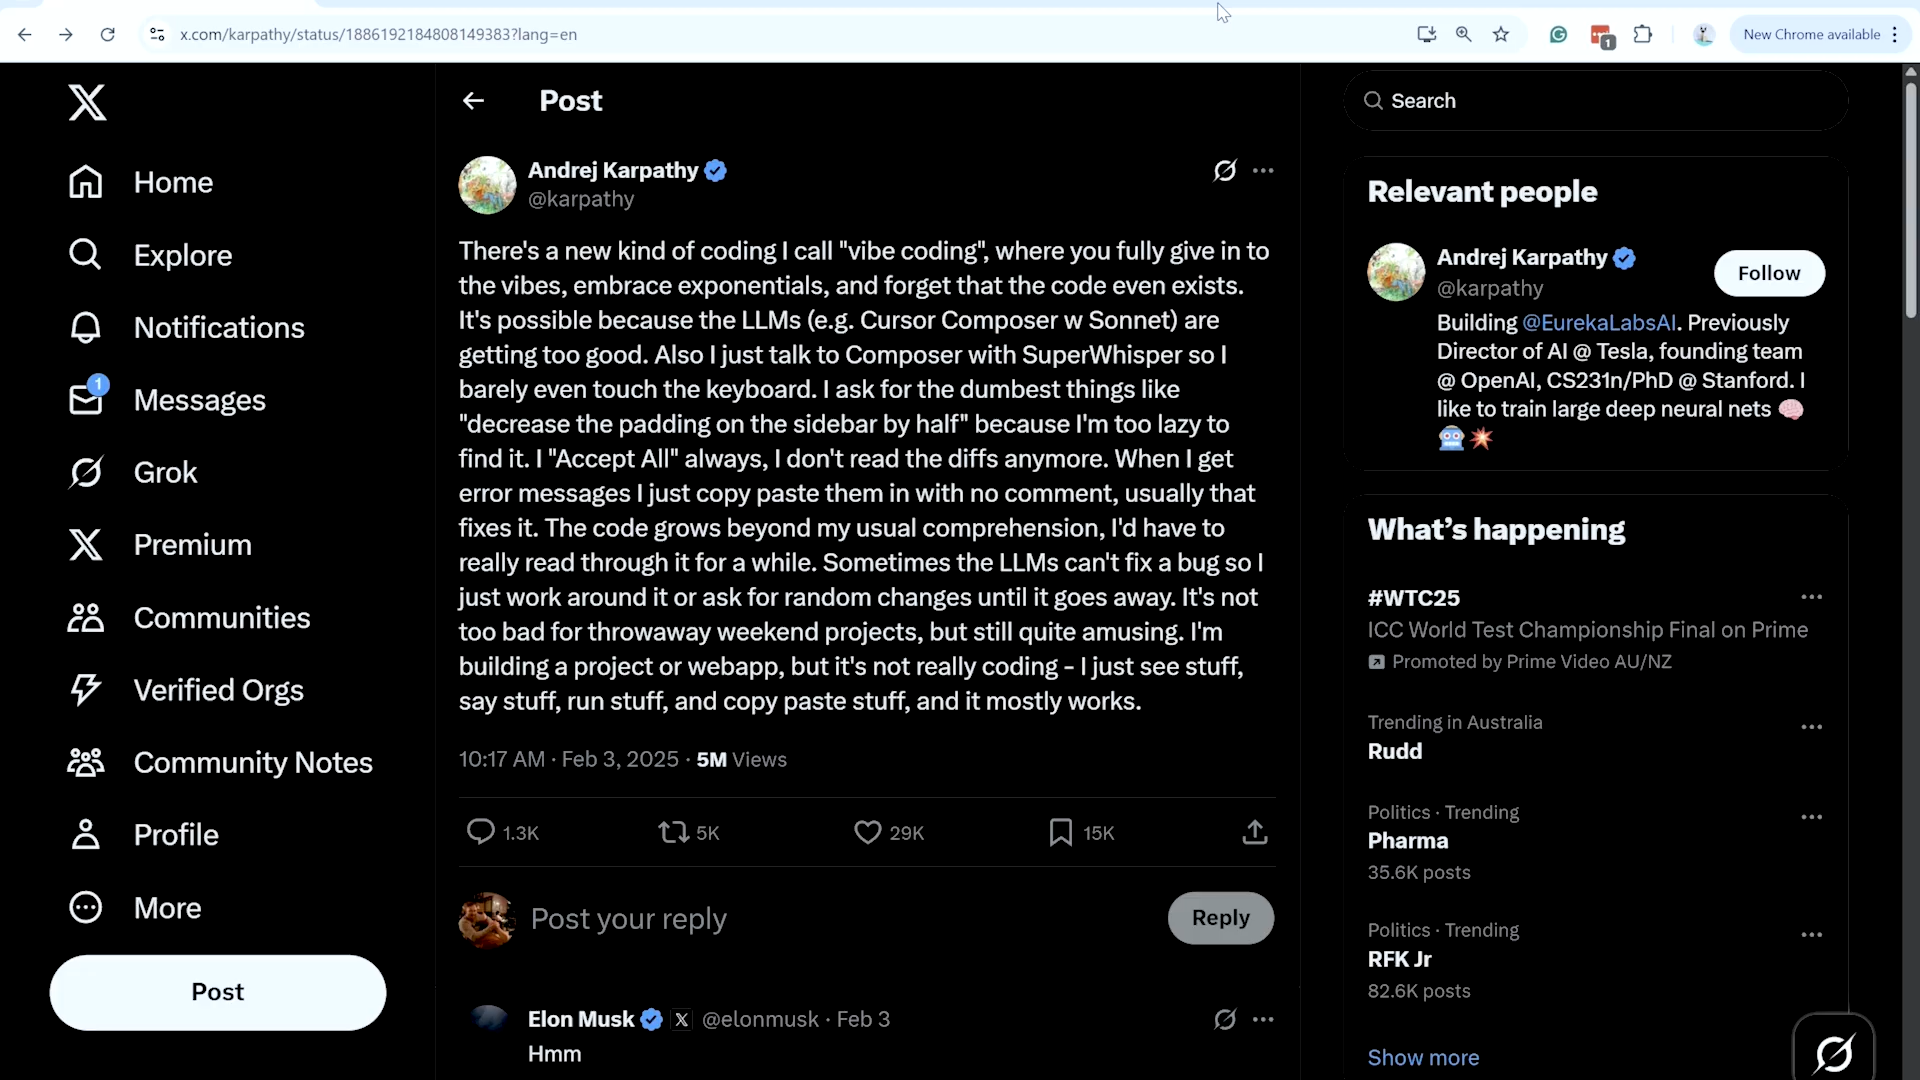 x.com/karpathy/status/1886192184808149383?lang=en
1
New Chrome available
Home
Explore
Notifications
1
Messages
Grok
Premium
Communities
Verified Orgs
Community Notes
Profile
More
Post
Post
Andrej Karpathy
@karpathy
There's a new kind of coding I call "vibe coding", where you fully give in to
the vibes, embrace exponentials, and forget that the code even exists.
It's possible because the LLMs (e.g. Cursor Composer w Sonnet) are
getting too good. Also I just talk to Composer with SuperWhisper so I
barely even touch the keyboard. I ask for the dumbest things like
"decrease the padding on the sidebar by half" because I'm too lazy to
find it. I "Accept All" always, I don't read the diffs anymore. When I get
error messages I just copy paste them in with no comment, usually that
fixes it. The code grows beyond my usual comprehension, I'd have to
really read through it for a while. Sometimes the LLMs can't fix a bug so I
just work around it or ask for random changes until it goes away. It's not
too bad for throwaway weekend projects, but still quite amusing. I'm
building a project or webapp, but it's not really coding - I just see stuff,
say stuff, run stuff, and copy paste stuff, and it mostly works.
10:17 AM · Feb 3, 2025 · 5M Views
1.3K 5K 29K 15K
Post your reply
Reply
Elon Musk @elonmusk · Feb 3
Hmm
Search
Relevant people
Andrej Karpathy
@karpathy
Follow
Building @EurekaLabsAI. Previously
Director of AI @ Tesla, founding team
@ OpenAI, CS231n/PhD @ Stanford. I
like to train large deep neural nets 🧠
🤖💥
What's happening
#WTC25
ICC World Test Championship Final on Prime
Promoted by Prime Video AU/NZ
Trending in Australia
Rudd
Politics · Trending
Pharma
35.6K posts
Politics · Trending
RFK Jr
82.6K posts
Show more